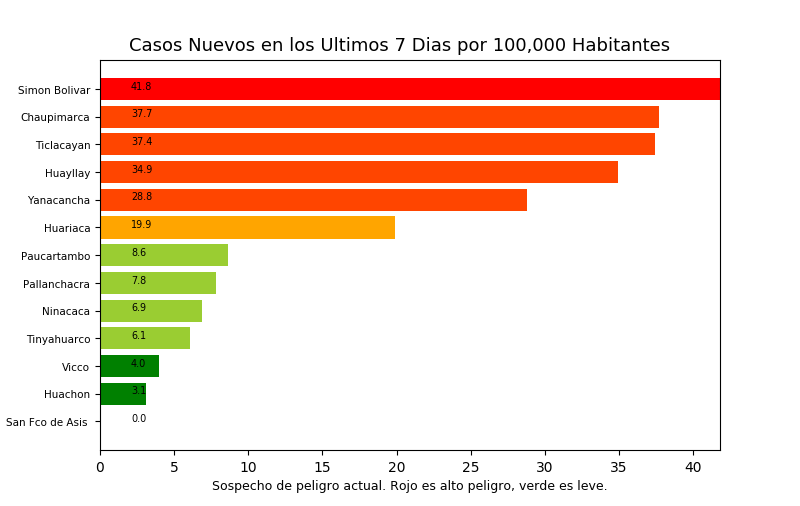 Casos Nuevos en los Ultimos 7 Dias por 100,000 Habitantes
Simon Bolivar 41.8
Chaupimarca 37.7
Ticlacayan 37.4
Huayllay 34.9
Yanacancha 28.8
Huariaca 19.9
Paucartambo 8.6
Pallanchacra 7.8
Ninacaca 6.9
Tinyahuarco 6.1
Vicco 4.0
Huachon 3.1
San Fco de Asis 0.0
0 5 10 15 20 25 30 35 40
Sospecho de peligro actual. Rojo es alto peligro, verde es leve.